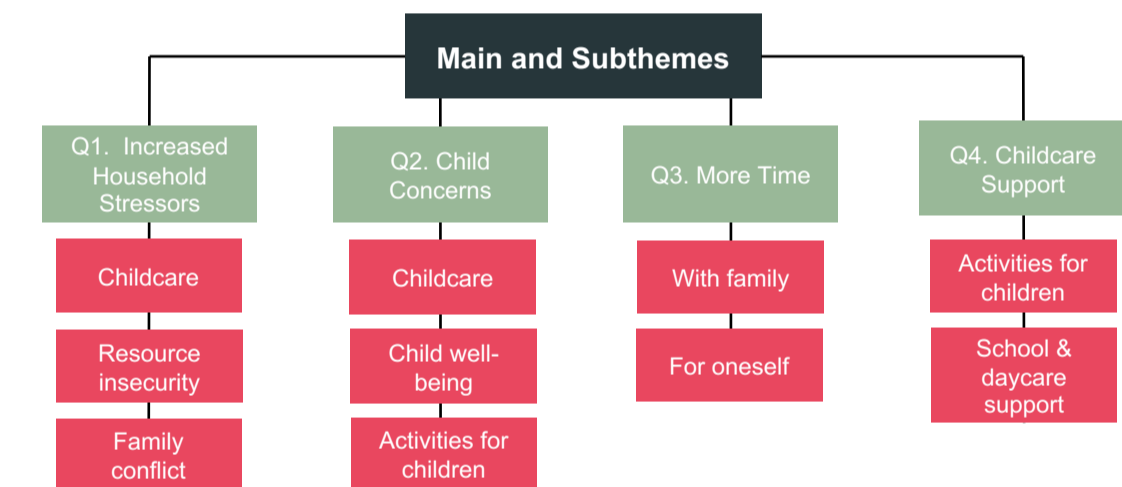 Main and Subthemes
Q1. Increased
Household
Stressors
Childcare
Resource
insecurity
Family
conflict
Q2. Child
Concerns
Childcare
Child well-
being
Activities for
children
Q3. More Time
With family
For oneself
Q4. Childcare
Support
Activities for
children
School &
daycare
support